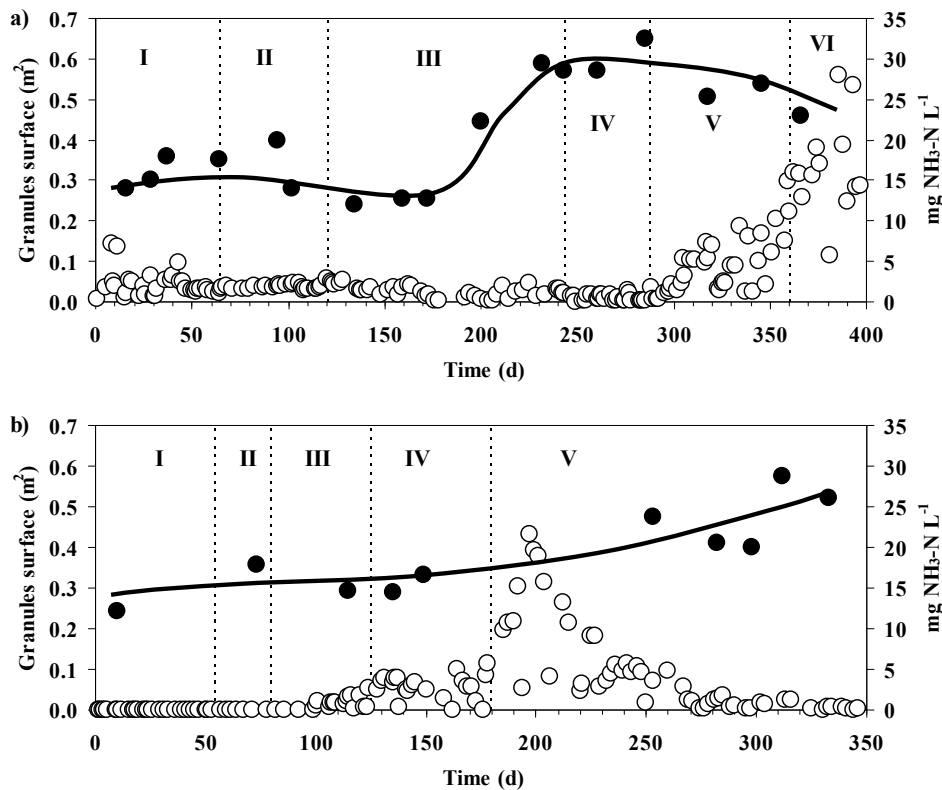 a)
0.7
0.6
0.5
0.4
0.3
0.2
0.1
0.0
Granules surface (m²)
I II III IV V VI
35
30
25
20
15
10
5
0
mg NH₃-N L⁻¹
0 50 100 150 200 250 300 350 400
Time (d)
b)
0.7
0.6
0.5
0.4
0.3
0.2
0.1
0.0
Granules surface (m²)
I II III IV V
35
30
25
20
15
10
5
0
mg NH₃-N L⁻¹
0 50 100 150 200 250 300 350
Time (d)